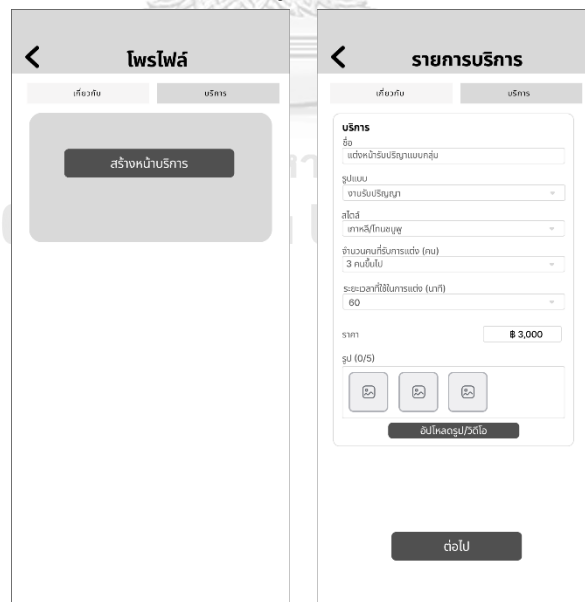 โพรไฟล์
เกี่ยวกับ
บริการ
สร้างหน้าบริการ
รายการบริการ
เกี่ยวกับ
บริการ
บริการ
ชื่อ
แต่งหน้ารับปริญาแบบกลุ่ม
รูปแบบ
งานรับปริญญา
สไตล์
เกาหลี/โทนชมพู
จำนวนคนที่รับการแต่ง (คน)
3 คนขึ้นไป
ระยะเวลาที่ใช้ในการแต่ง (นาที)
60
ราคา
฿ 3,000
รูป (0/5)
อัปโหลดรูป/วิดีโอ
ต่อไป